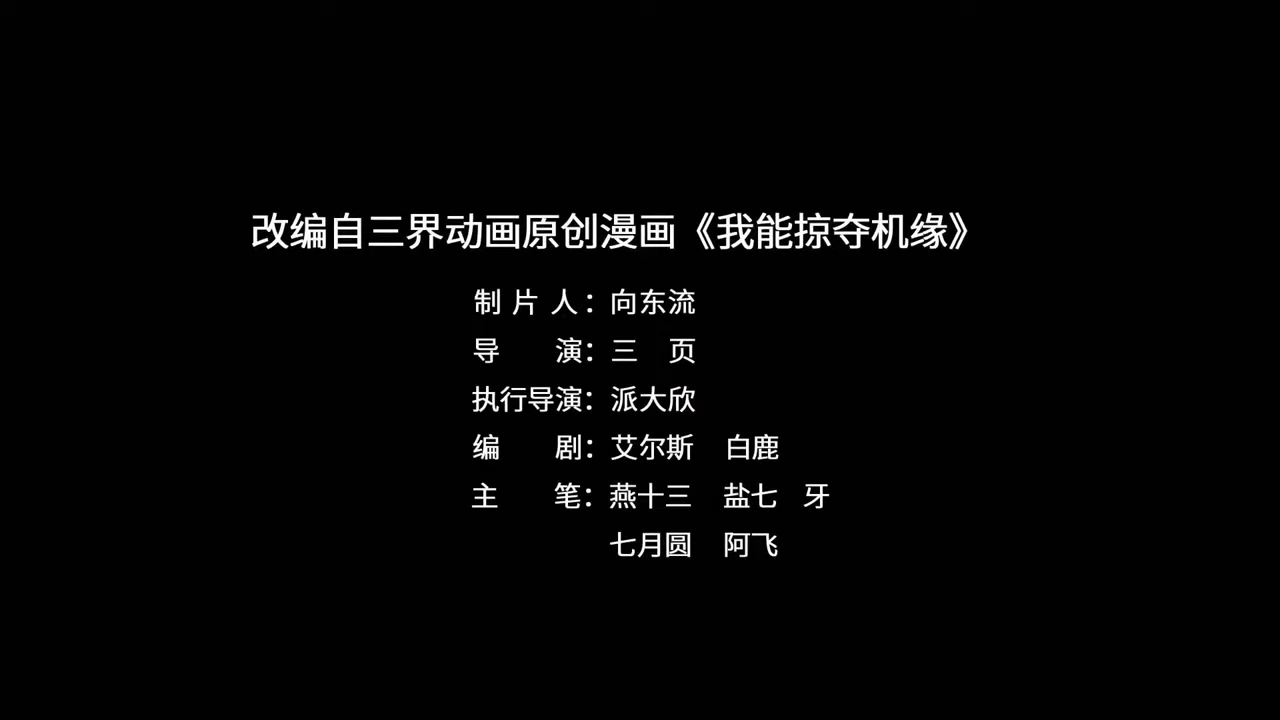 改编自三界动画原创漫画《我能掠夺机缘》
制片人：向东流
导演：三页
执行导演：派大欣
编剧：艾尔斯 白鹿
主笔：燕十三 盐七 牙
七月圆 阿飞